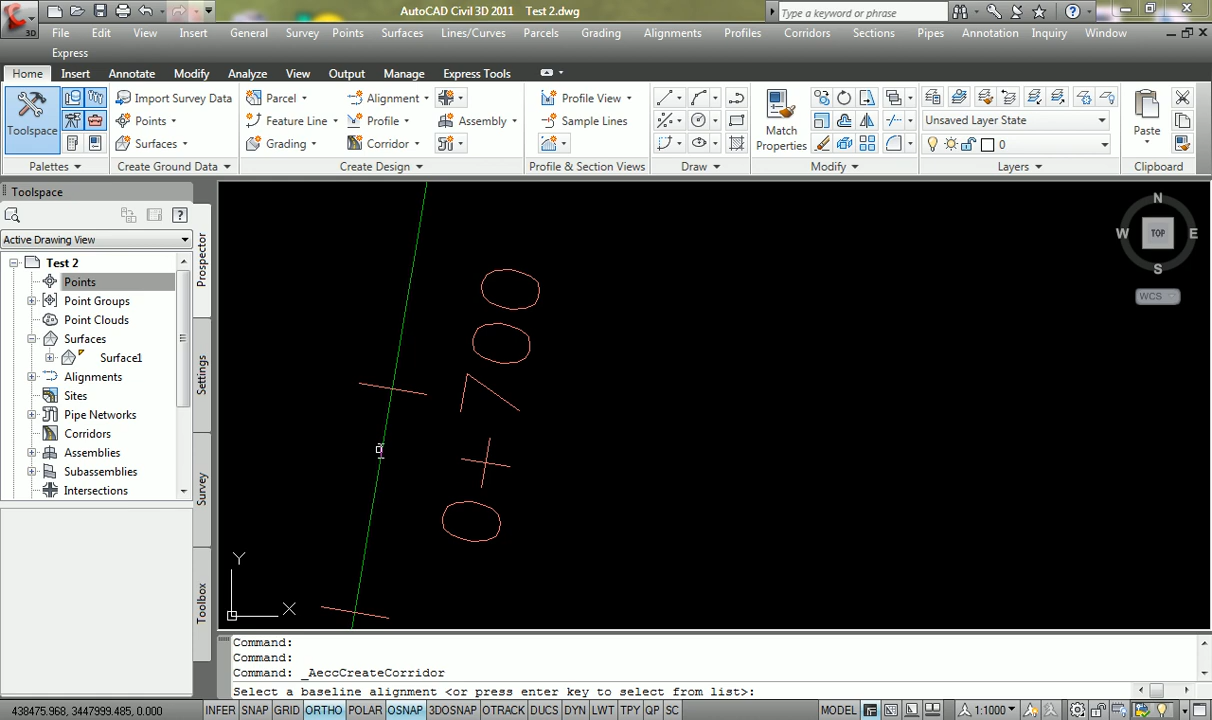 AutoCAD Civil 3D 2011 Test 2.dwg
Type a keyword or phrase
3D
File Edit View Insert General Survey Points Surfaces Lines/Curves Parcels Grading Alignments Profiles Corridors Sections Pipes Annotation Inquiry Window
Express
Home Insert Annotate Modify Analyze View Output Manage Express Tools
Toolspace
Import Survey Data
Points
Surfaces
Parcel
Feature Line
Grading
Alignment
Profile
Corridor
Assembly
Profile View
Sample Lines
Match
Properties
Unsaved Layer State
0
Paste
Palettes
Create Ground Data
Create Design
Profile & Section Views
Draw
Modify
Layers
Clipboard
Toolspace
Active Drawing View
Test 2
Points
Point Groups
Point Clouds
Surfaces
Surface1
Alignments
Sites
Pipe Networks
Corridors
Assemblies
Subassemblies
Intersections
Prospector
Settings
Survey
Toolbox
0+700
N
W TOP E
S
WCS
Y
X
Command:
Command:
Command: _AeccCreateCorridor
Select a baseline alignment <or press enter key to select from list>:
438475.968, 3447999.485, 0.000 INFER SNAP GRID ORTHO POLAR OSNAP 3DOSNAP OTRACK DUCS DYN LWT TPY QP SC MODEL 1:1000